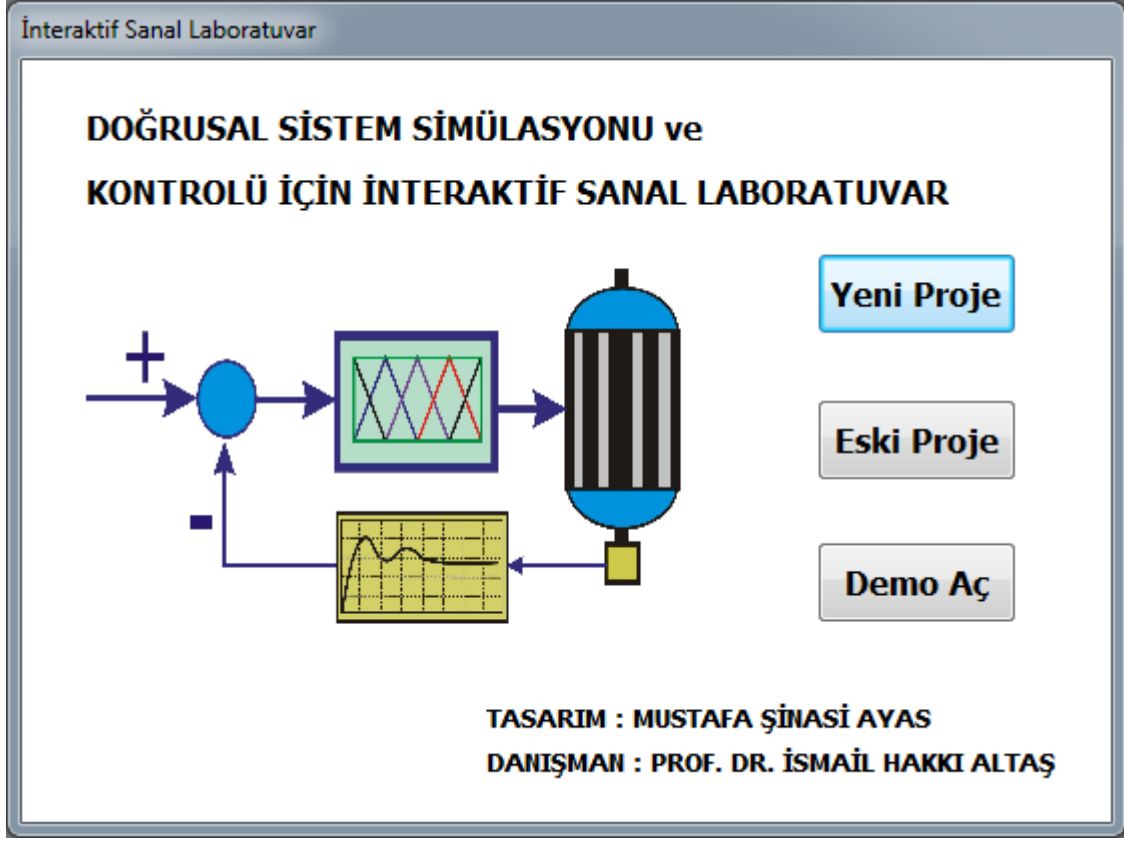 İnteraktif Sanal Laboratuvar
DOĞRUSAL SİSTEM SİMÜLASYONU ve
KONTROLÜ İÇİN İNTERAKTİF SANAL LABORATUVAR
Yeni Proje
+
Eski Proje
-
Demo Aç
TASARIM : MUSTAFA ŞİNASİ AYAS
DANIŞMAN : PROF. DR. İSMAİL HAKKI ALTAŞ